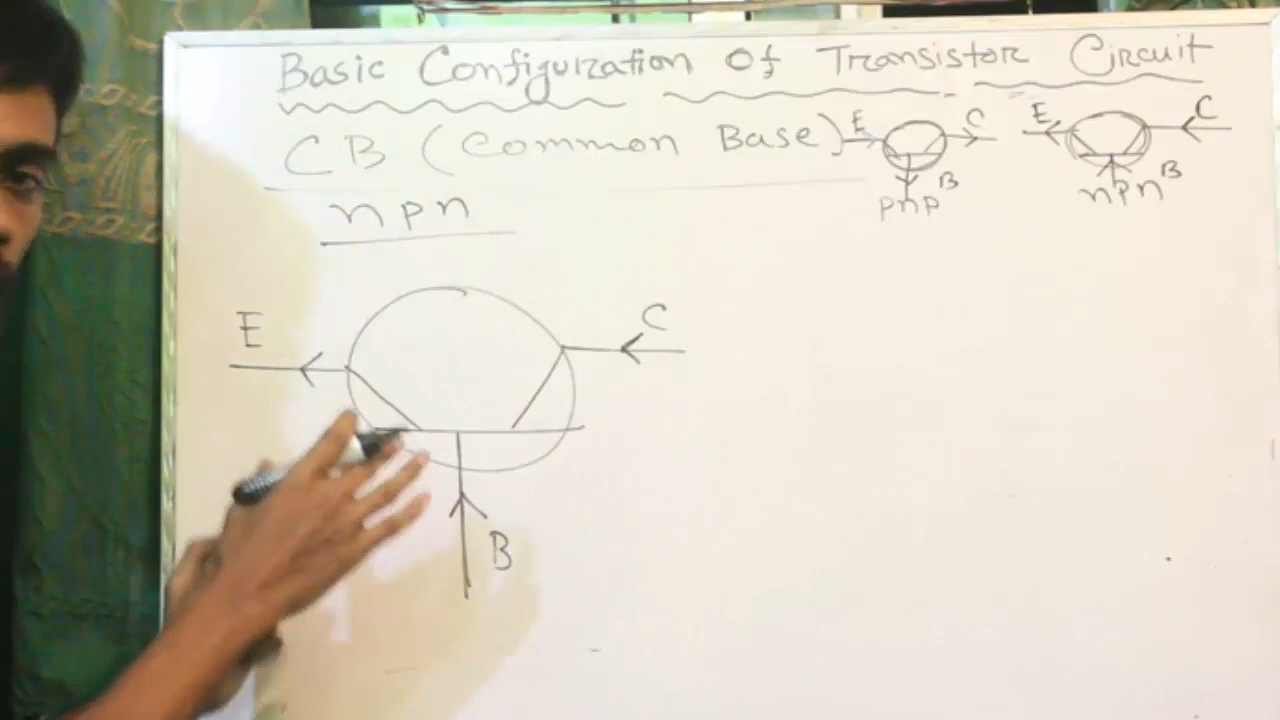 Basic Configuration Of Transistor Circuit
CB (Common Base)
E C B
pnp
E C B
npn
npn
E C
B